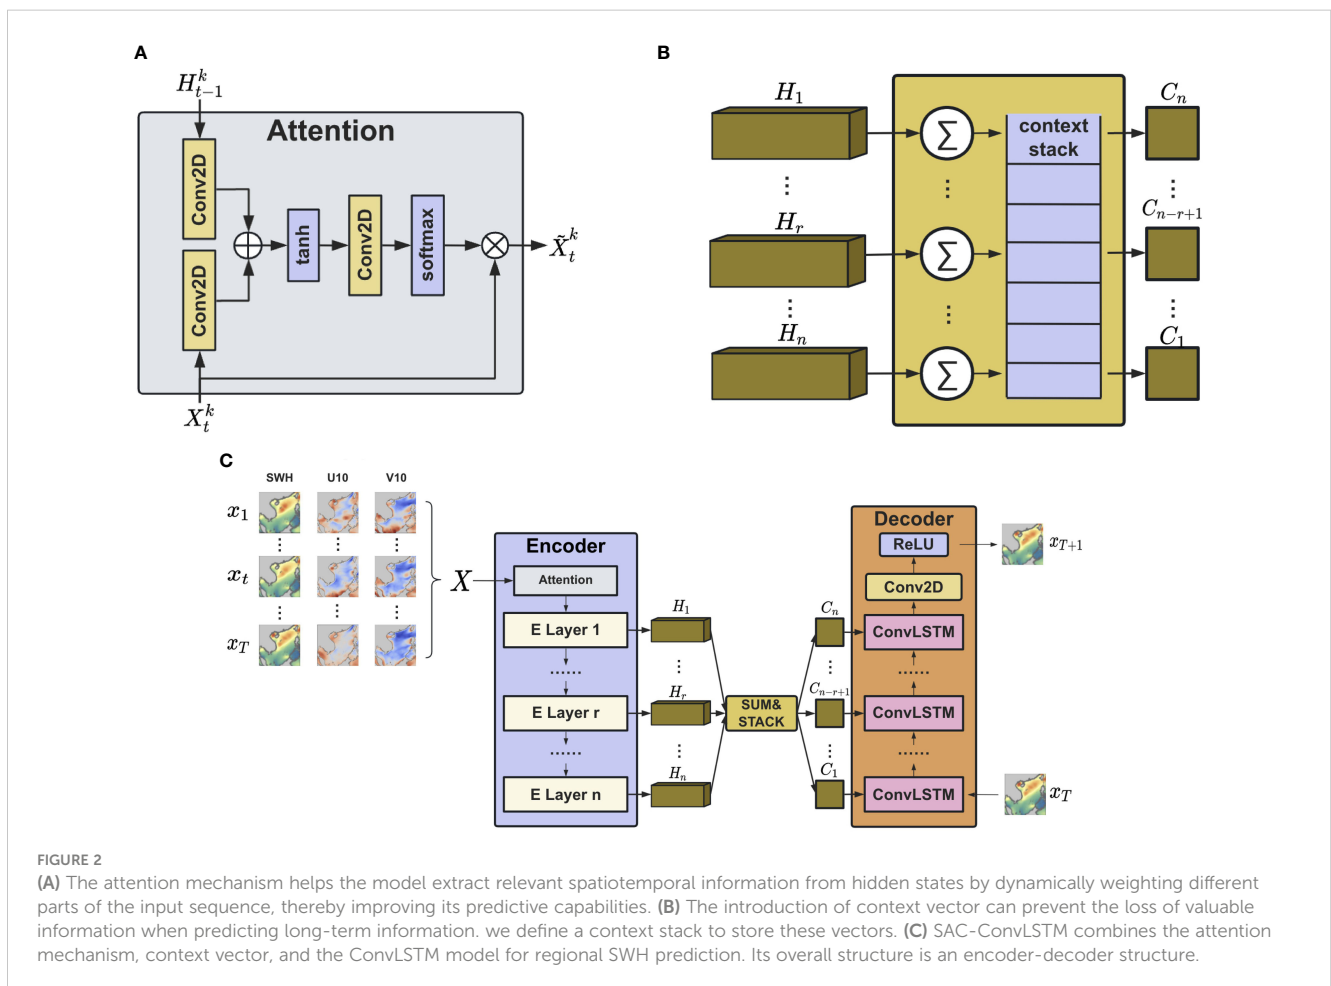 A
H^k_{t-1}
Attention
Conv2D
Conv2D
tanh
Conv2D
softmax
X̃^k_t
X^k_t
B
H_1
∑
context
stack
C_n
H_r
∑
C_{n-r+1}
H_n
∑
C_1
C
SWH U10 V10
x_1
x_t
x_T
X
Encoder
Attention
E Layer 1
......
E Layer r
......
E Layer n
H_1
H_r
H_n
SUM&
STACK
C_n
C_{n-r+1}
C_1
Decoder
ReLU
Conv2D
ConvLSTM
......
ConvLSTM
......
ConvLSTM
x_{T+1}
x_T
FIGURE 2
(A) The attention mechanism helps the model extract relevant spatiotemporal information from hidden states by dynamically weighting different
parts of the input sequence, thereby improving its predictive capabilities. (B) The introduction of context vector can prevent the loss of valuable
information when predicting long-term information. we define a context stack to store these vectors. (C) SAC-ConvLSTM combines the attention
mechanism, context vector, and the ConvLSTM model for regional SWH prediction. Its overall structure is an encoder-decoder structure.